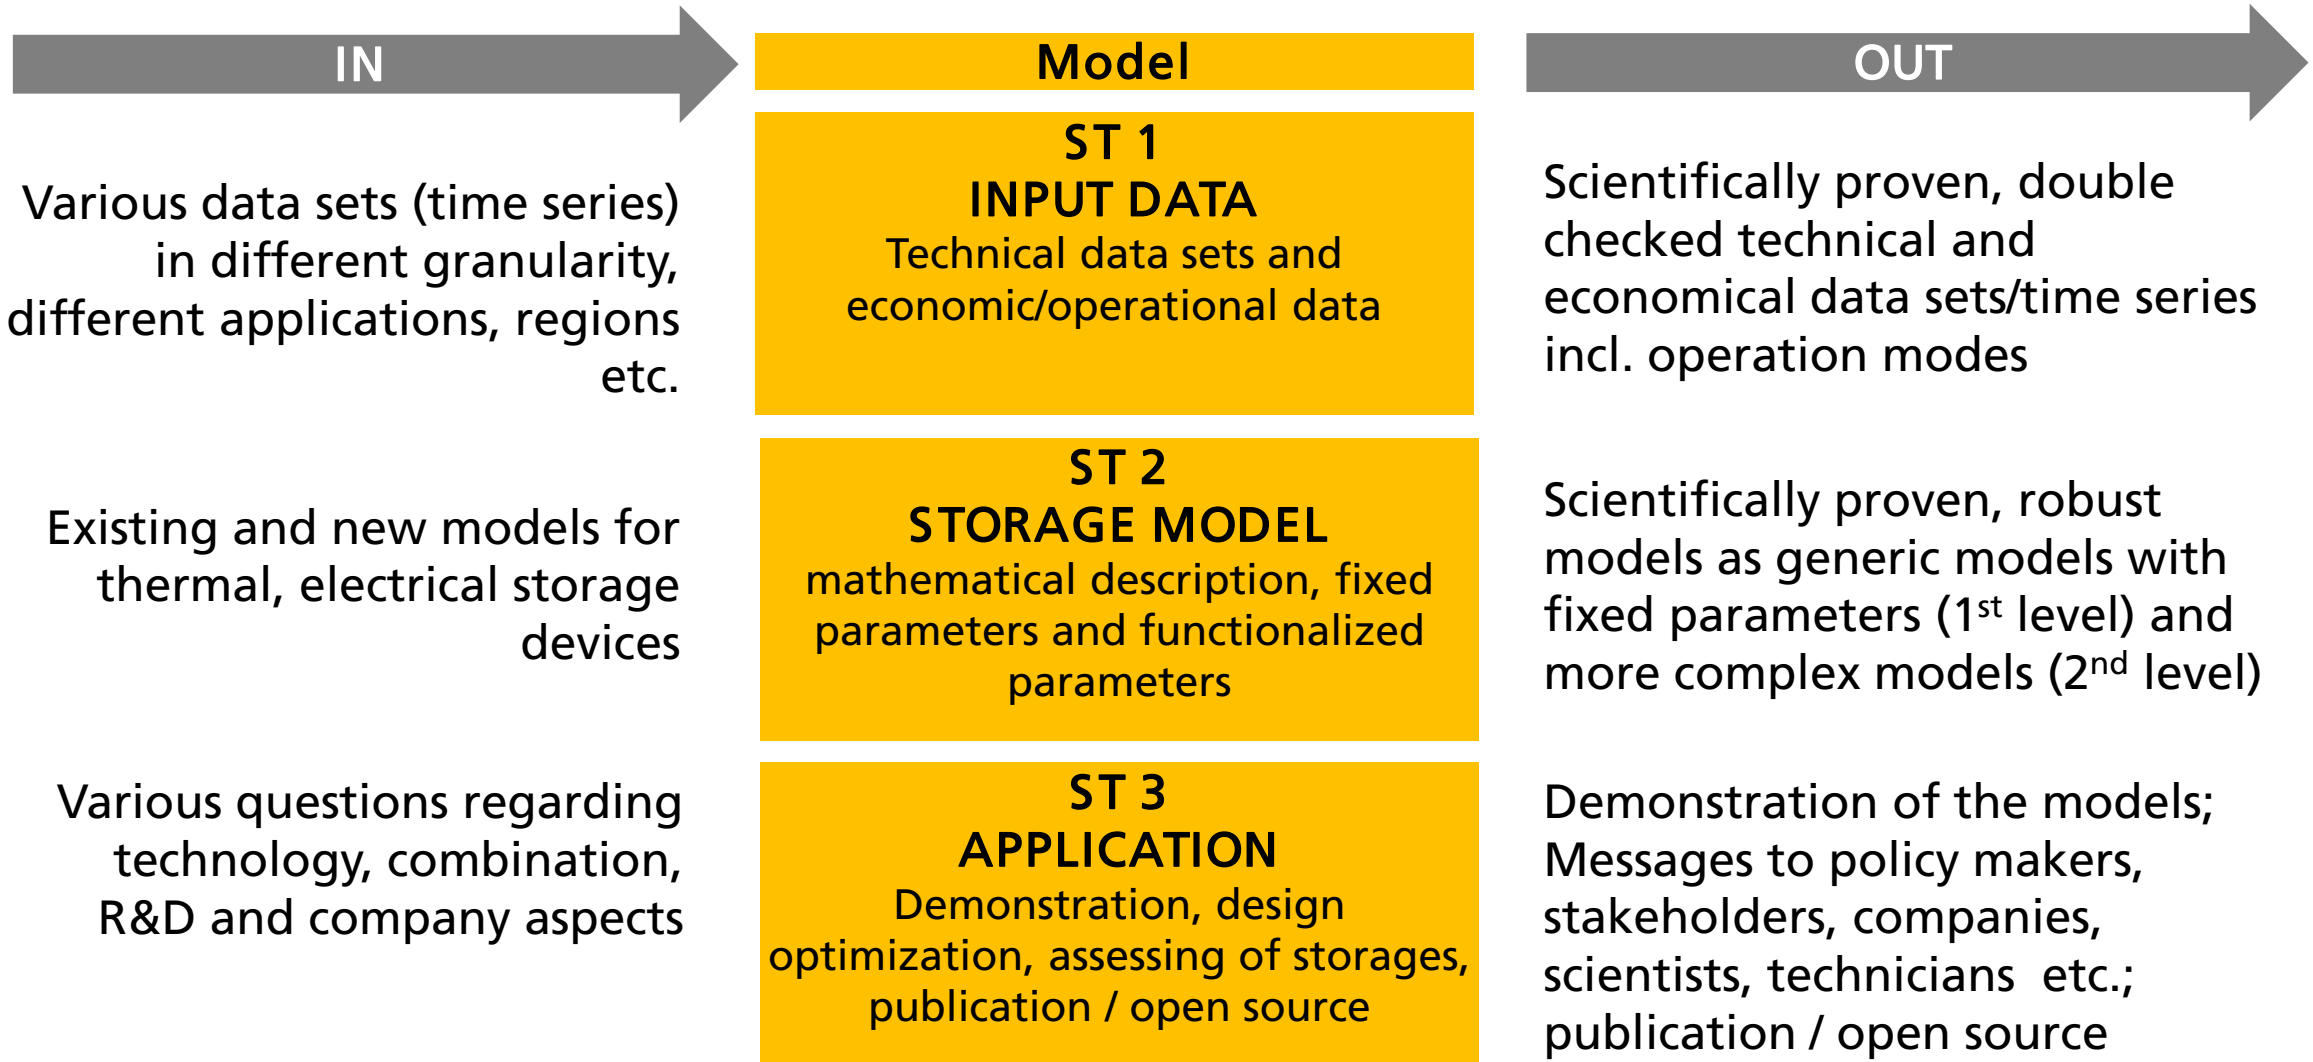 IN
Model
OUT
Various data sets (time series)
in different granularity,
different applications, regions
etc.
ST 1
INPUT DATA
Technical data sets and
economic/operational data
Scientifically proven, double
checked technical and
economical data sets/time series
incl. operation modes
Existing and new models for
thermal, electrical storage
devices
ST 2
STORAGE MODEL
mathematical description, fixed
parameters and functionalized
parameters
Scientifically proven, robust
models as generic models with
fixed parameters (1st level) and
more complex models (2nd level)
Various questions regarding
technology, combination,
R&D and company aspects
ST 3
APPLICATION
Demonstration, design
optimization, assessing of storages,
publication / open source
Demonstration of the models;
Messages to policy makers,
stakeholders, companies,
scientists, technicians etc.;
publication / open source